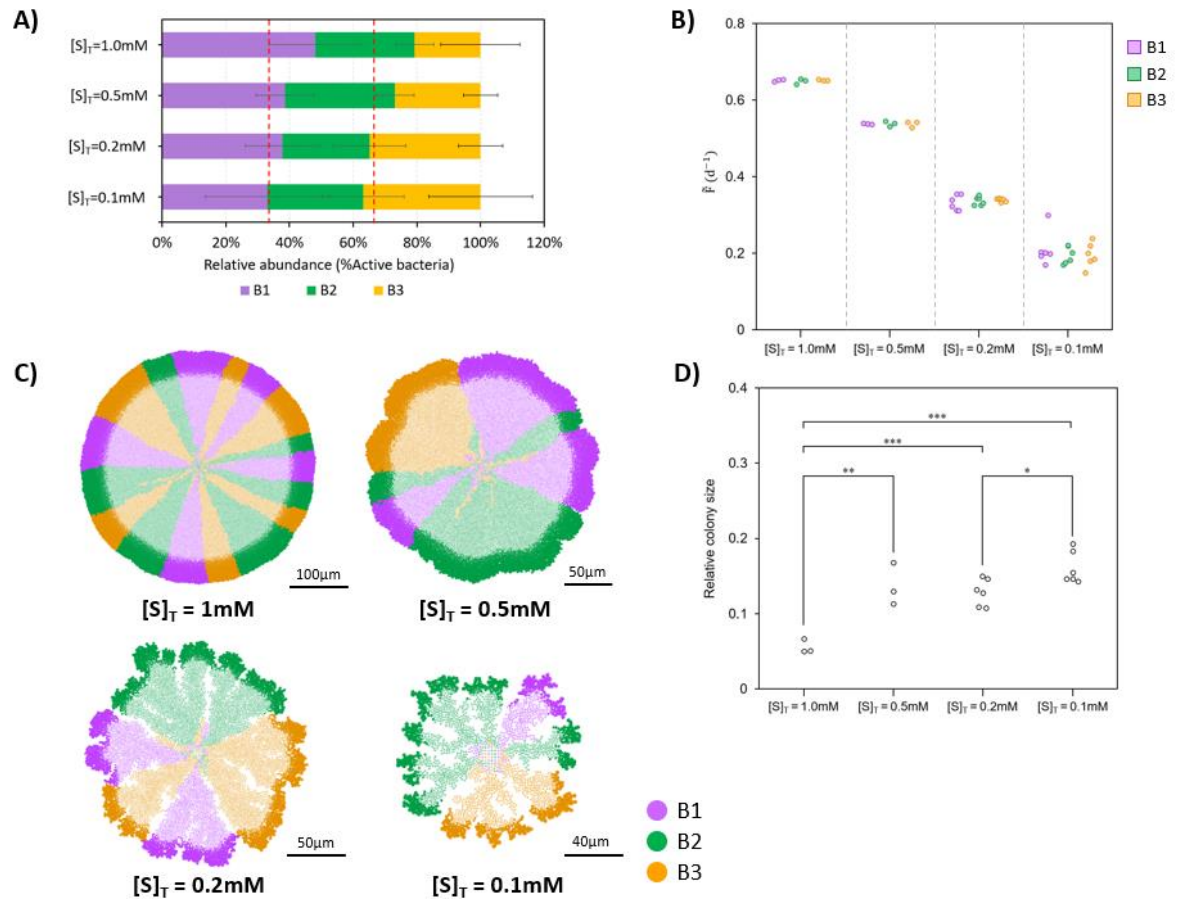 A)
[S]T=1.0mM
[S]T=0.5mM
[S]T=0.2mM
[S]T=0.1mM
0% 20% 40% 60% 80% 100% 120%
Relative abundance (%Active bacteria)
B1 B2 B3
B)
0.8
0.6
0.4
0.2
0
F̃ (d⁻¹)
[S]T = 1.0mM [S]T = 0.5mM [S]T = 0.2mM [S]T = 0.1mM
B1
B2
B3
C)
100µm
[S]T = 1mM
50µm
[S]T = 0.5mM
50µm
[S]T = 0.2mM
40µm
[S]T = 0.1mM
B1
B2
B3
D)
0.4
0.3
0.2
0.1
0
Relative colony size
***
***
**
*
[S]T = 1.0mM [S]T = 0.5mM [S]T = 0.2mM [S]T = 0.1mM